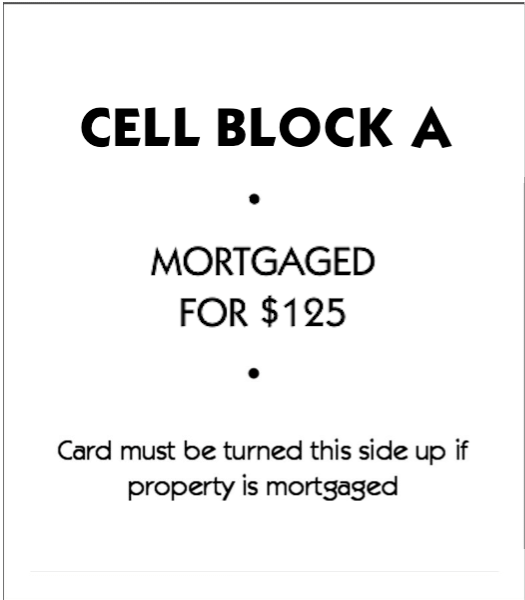 CELL BLOCK A
•
MORTGAGED
FOR $125
•
Card must be turned this side up if
property is mortgaged